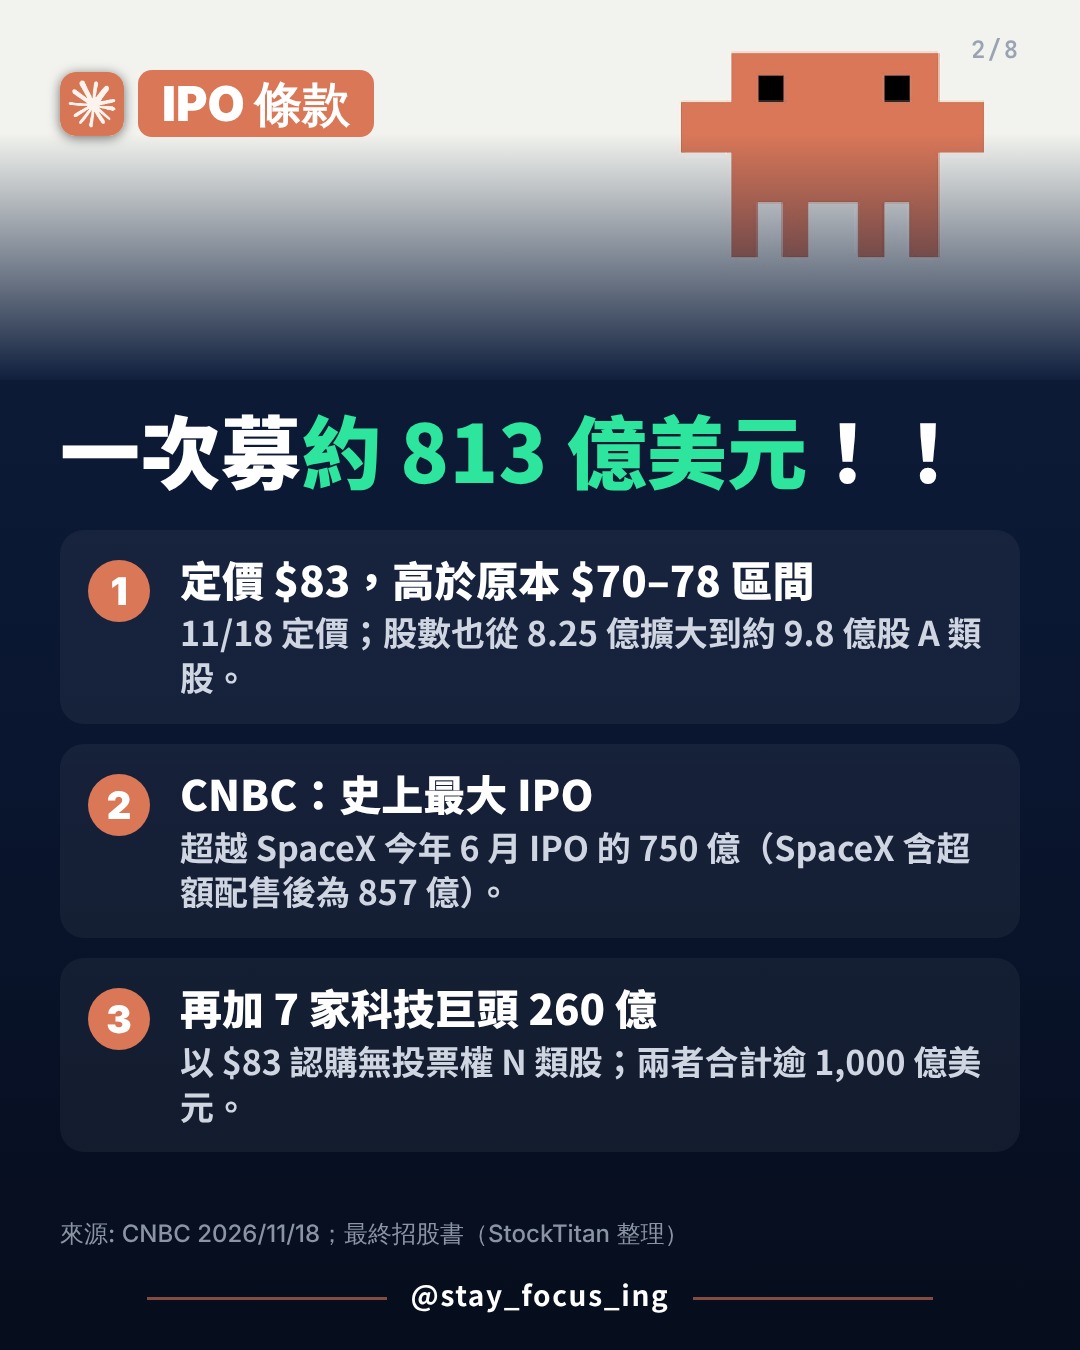 2/8
IPO 條款
一次募約 813 億美元！！
1
定價 $83，高於原本 $70–78 區間
11/18 定價；股數也從 8.25 億擴大到約 9.8 億股 A 類
股。
2
CNBC：史上最大 IPO
超越 SpaceX 今年 6 月 IPO 的 750 億（SpaceX 含超
額配售後為 857 億）。
3
再加 7 家科技巨頭 260 億
以 $83 認購無投票權 N 類股；兩者合計逾 1,000 億美
元。
來源: CNBC 2026/11/18；最終招股書（StockTitan 整理）
@stay_focus_ing